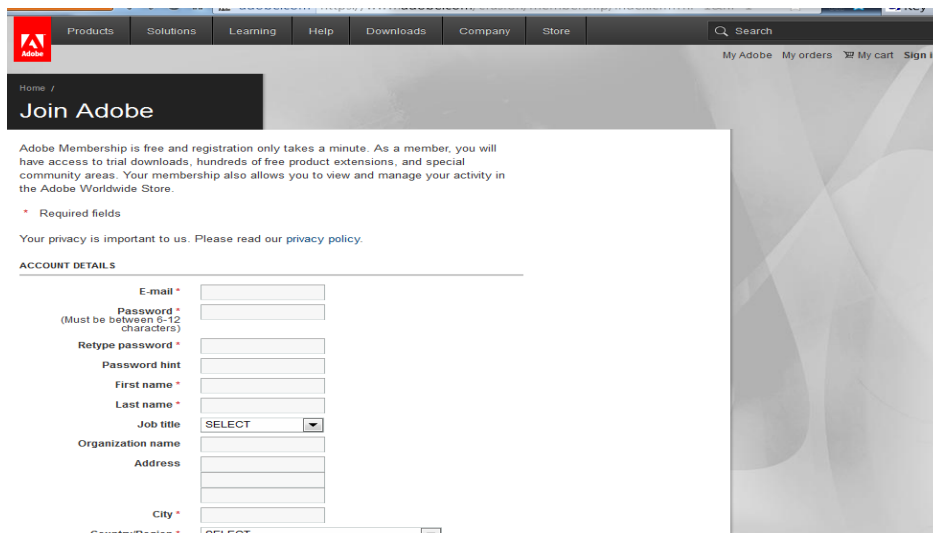 Products Solutions Learning Help Downloads Company Store Search
Adobe
My Adobe My orders My cart Sign i
Home /
Join Adobe
Adobe Membership is free and registration only takes a minute. As a member, you will
have access to trial downloads, hundreds of free product extensions, and special
community areas. Your membership also allows you to view and manage your activity in
the Adobe Worldwide Store.
* Required fields
Your privacy is important to us. Please read our privacy policy.
ACCOUNT DETAILS
E-mail *
Password *
(Must be between 6-12
characters)
Retype password *
Password hint
First name *
Last name *
Job title SELECT
Organization name
Address
City *
Country/Region * SELECT